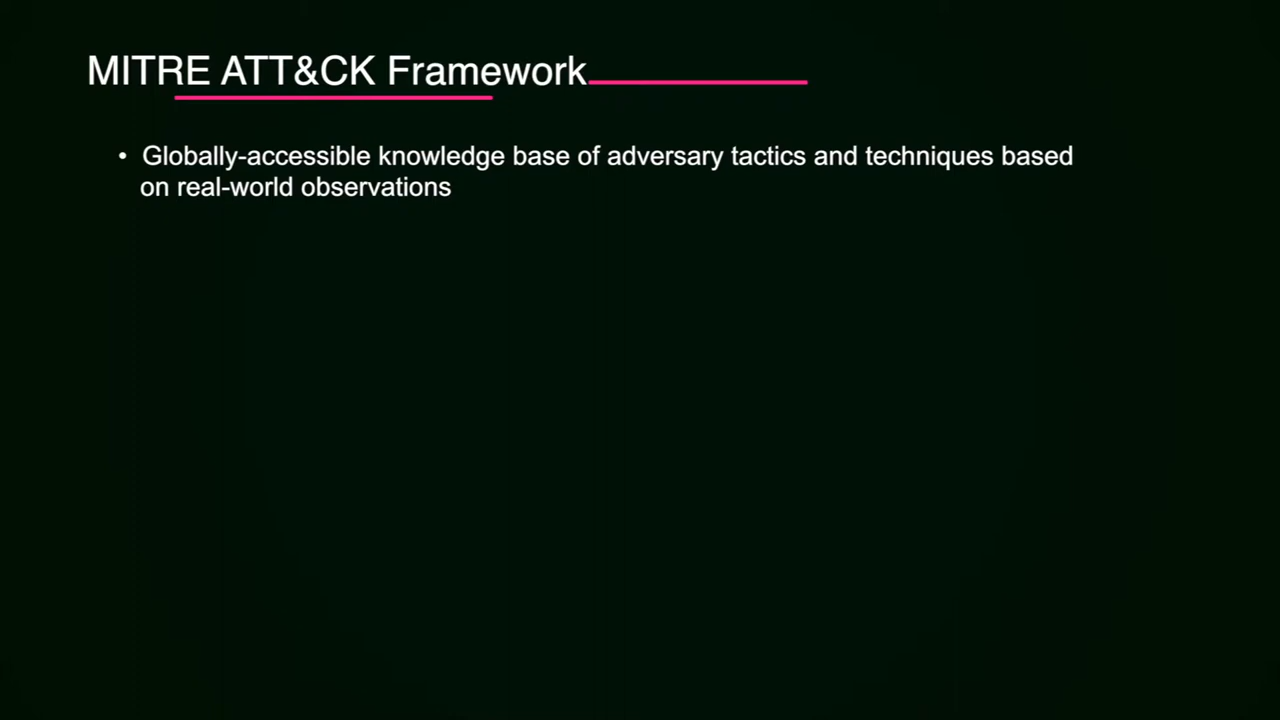 MITRE ATT&CK Framework
• Globally-accessible knowledge base of adversary tactics and techniques based
on real-world observations